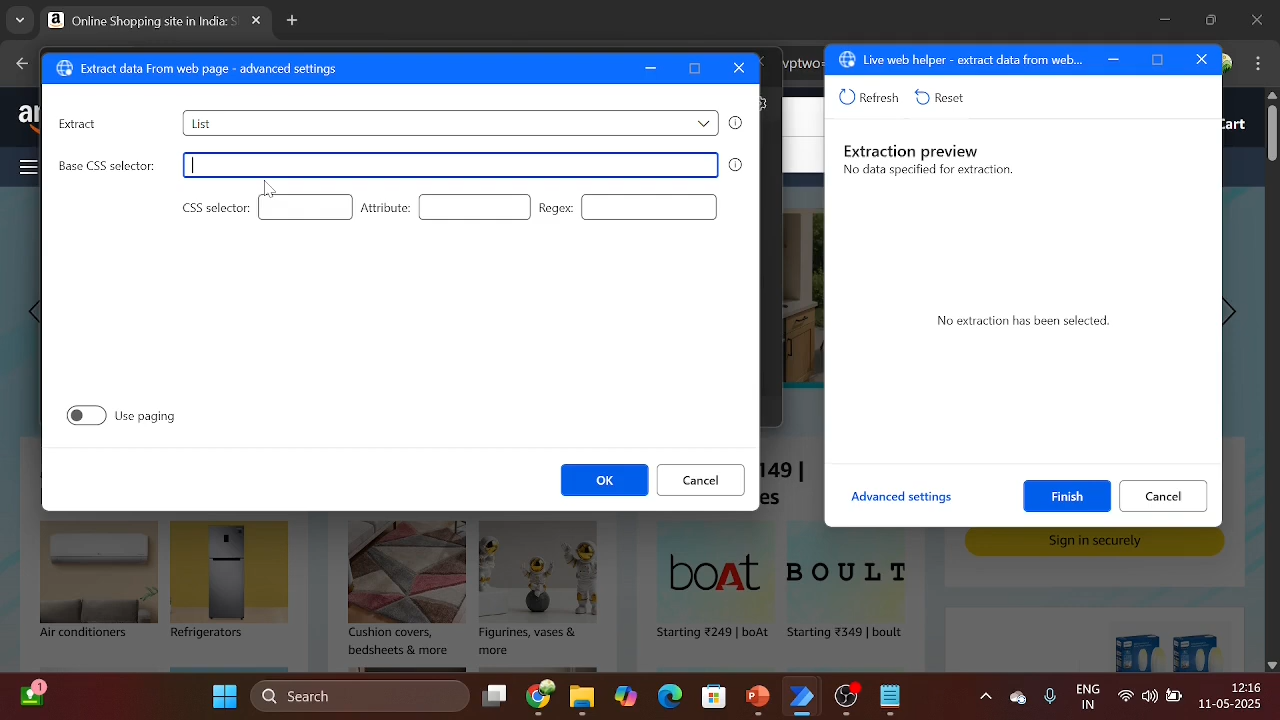 Online Shopping site in India: S
vptwo=
Extract data From web page - advanced settings
Live web helper - extract data from web...
Refresh
Reset
Extract
List
Base CSS selector:
CSS selector:
Attribute:
Regex:
Extraction preview
No data specified for extraction.
No extraction has been selected.
Use paging
OK
Cancel
Advanced settings
Finish
Cancel
am
Cart
149 |
es
Sign in securely
Air conditioners
Refrigerators
Cushion covers,
bedsheets & more
Figurines, vases &
more
boAt
BOULT
Starting ₹249 | boAt
Starting ₹349 | boult
1
Search
ENG
IN
12:16
11-05-2025